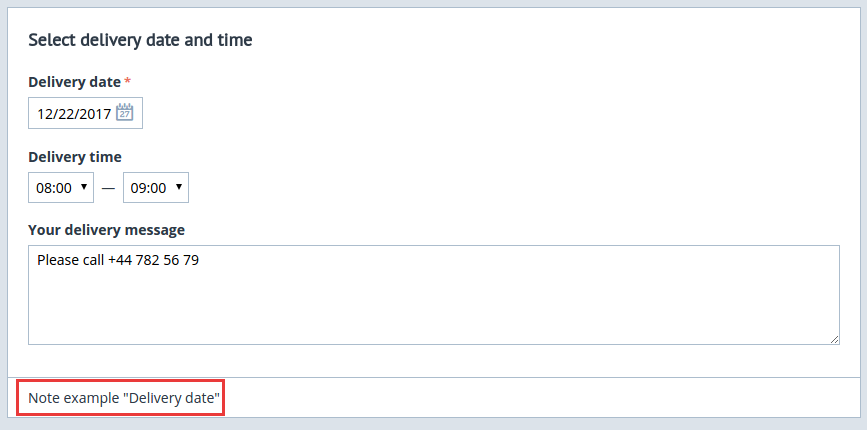 Select delivery date and time
Delivery date *
12/22/2017 27
Delivery time
08:00 — 09:00
Your delivery message
Please call +44 782 56 79
Note example "Delivery date"